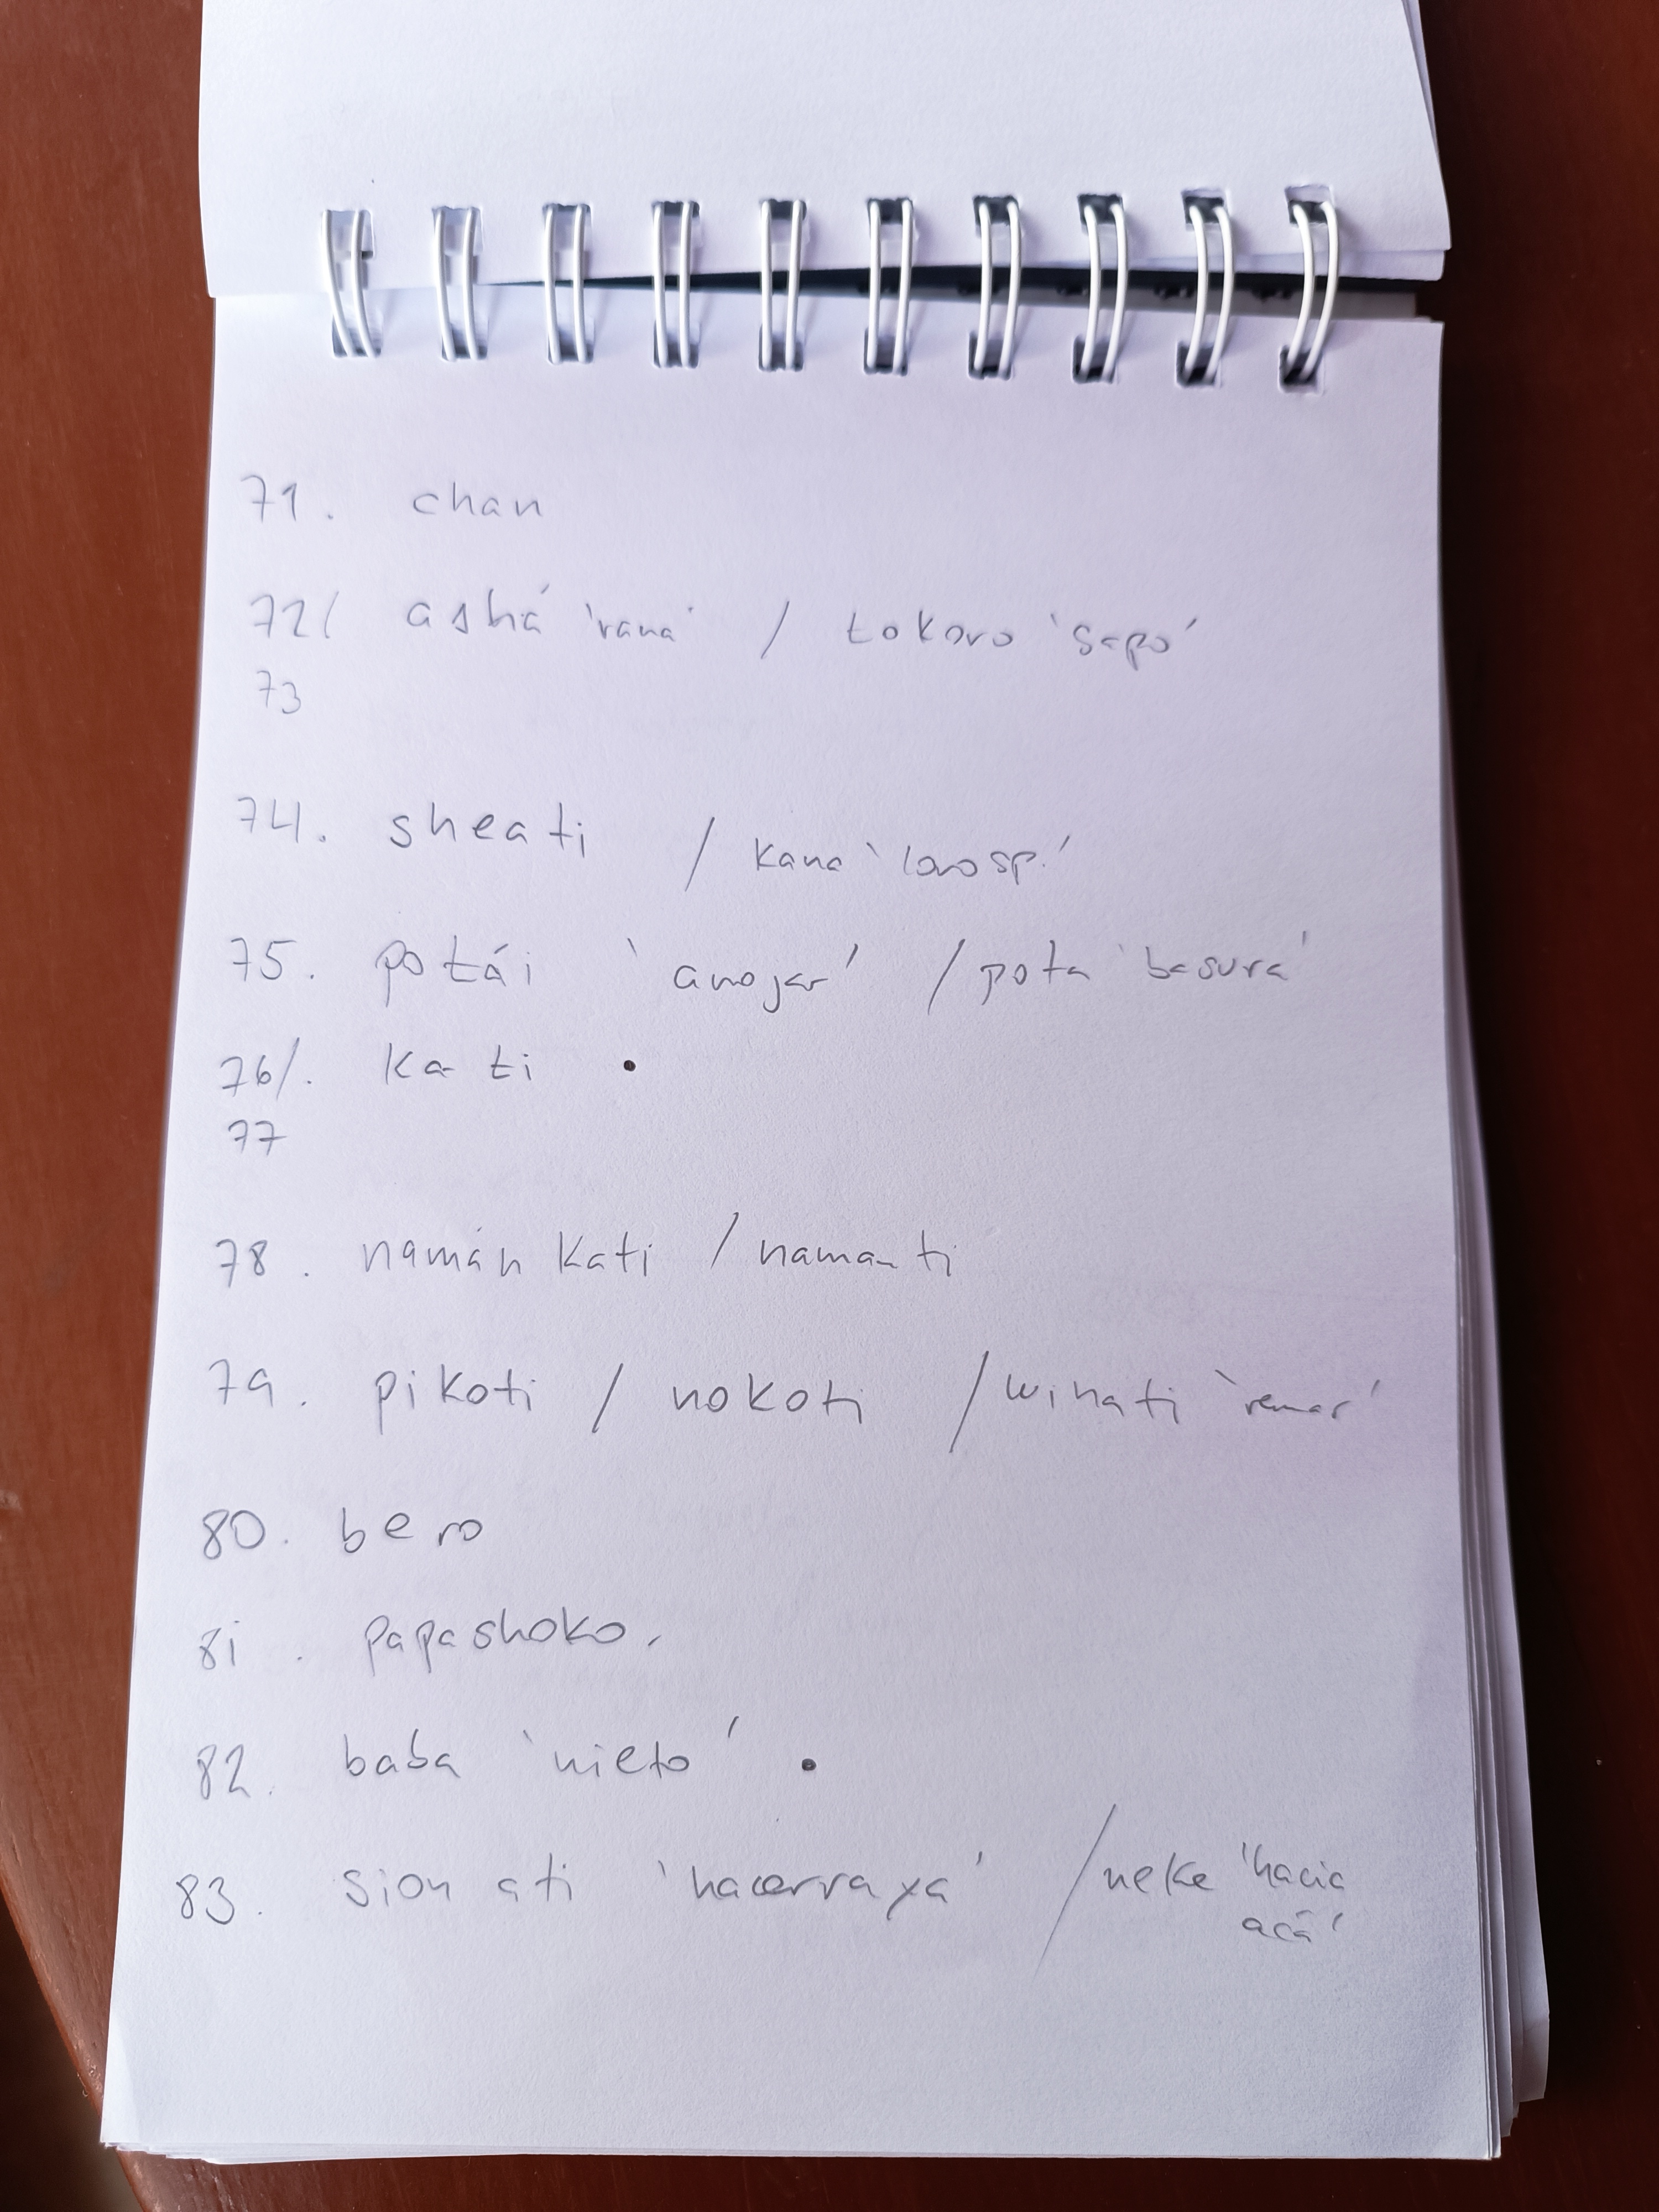 71. chan
72/ ashá 'rana' / tokoro 'sapo'
73
74. sheati / kana 'loro sp.'
75. potái 'arrojar' / pota 'basura'
76/. kati .
77
78. namán kati / namanti
79. pikoti / nokoti / winati 'remar'
80. bero
81. papashoko.
82. baba 'nieto' .
83. sion ati 'hacer raya' / neke 'hacia
acá'